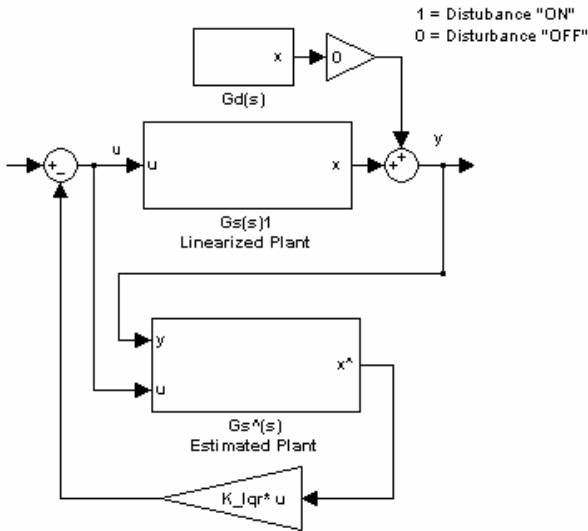 1 = Distubance "ON"
0 = Disturbance "OFF"
x
0
Gd(s)
u
y
+
_
u
x
+
+
Gs(s)1
Linearized Plant
y
x^
u
Gs^(s)
Estimated Plant
K_lqr* u